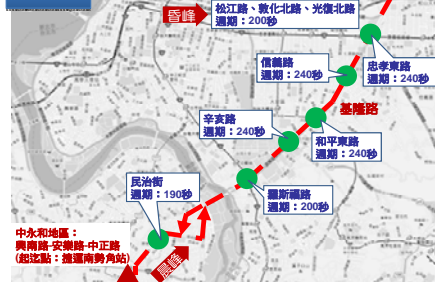 昏峰
松江路、敦化北路、光復北路
週期：200秒
信義路
週期：240秒
忠孝東路
週期：240秒
基隆路
辛亥路
週期：240秒
和平東路
週期：240秒
民治街
週期：190秒
羅斯福路
週期：200秒
中永和地區：
興南路-安樂路-中正路
(起迄點：捷運南勢角站)
晨峰